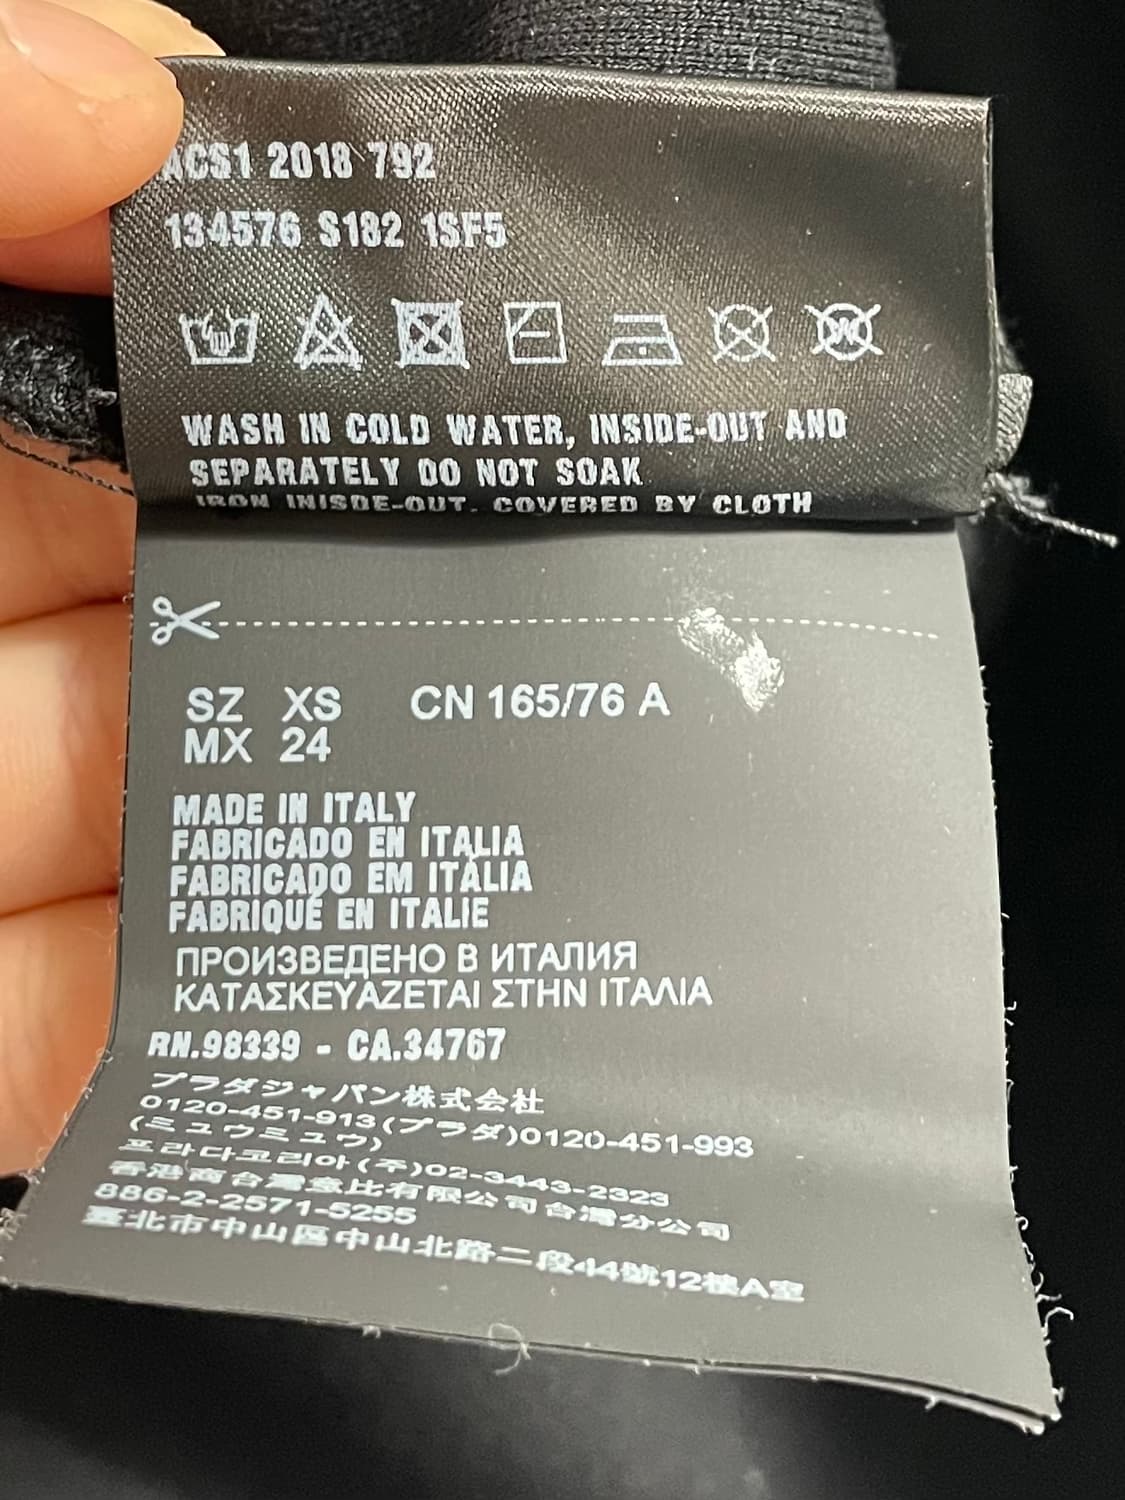 ACS1 2018 792
134576 S182 1SF5
WASH IN COLD WATER, INSIDE-OUT AND
SEPARATELY DO NOT SOAK
IRON INISDE-OUT. COVERED BY CLOTH
SZ XS CN 165/76 A
MX 24
MADE IN ITALY
FABRICADO EN ITALIA
FABRICADO EM ITÁLIA
FABRIQUÉ EN ITALIE
ПРОИЗВЕДЕНО В ИТАЛИЯ
ΚΑΤΑΣΚΕΥΑΖΕΤΑΙ ΣΤΗΝ ΙΤΑΛΙΑ
RN.98339 - CA.34767
プラダジャパン株式会社
0120-451-913(プラダ)0120-451-993
(ミュウミュウ)
프라다코리아(주)02-3443-2323
香港商台灣意比有限公司台灣分公司
886-2-2571-5255
臺北市中山區中山北路二段44號12樓A室